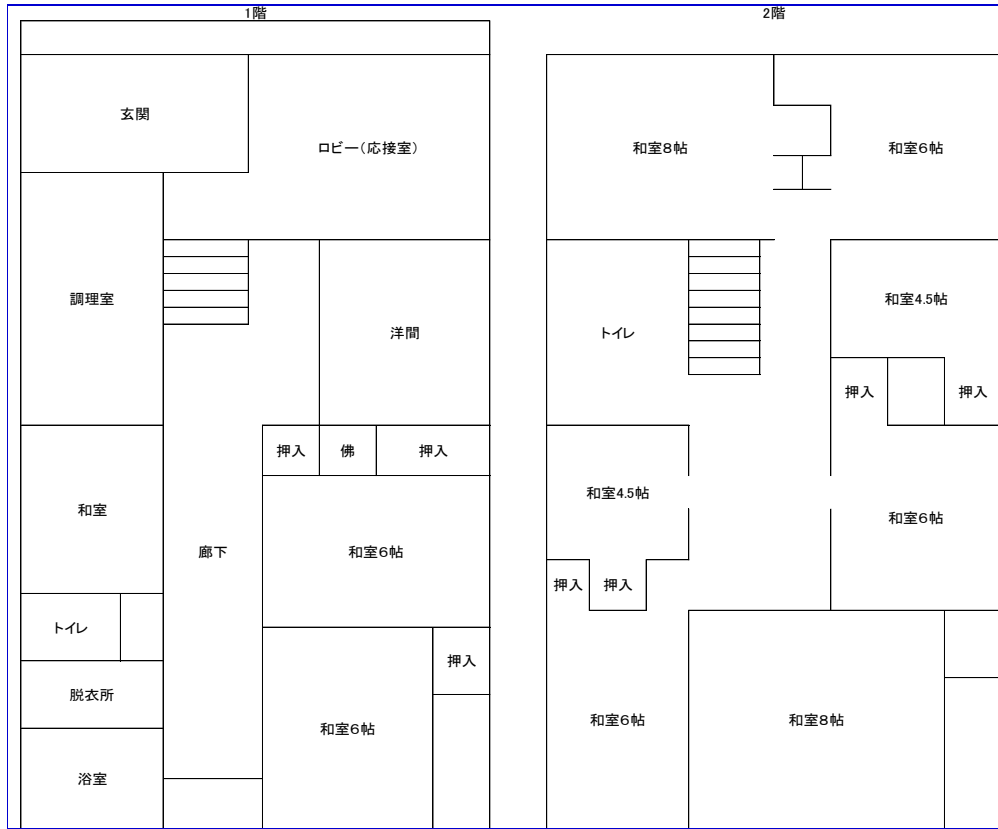 1階
玄関
ロビー(応接室)
調理室
洋間
押入
佛
押入
和室
廊下
和室6帖
トイレ
押入
脱衣所
和室6帖
浴室
2階
和室8帖
和室6帖
トイレ
和室4.5帖
押入
押入
和室4.5帖
和室6帖
押入
押入
和室6帖
和室8帖